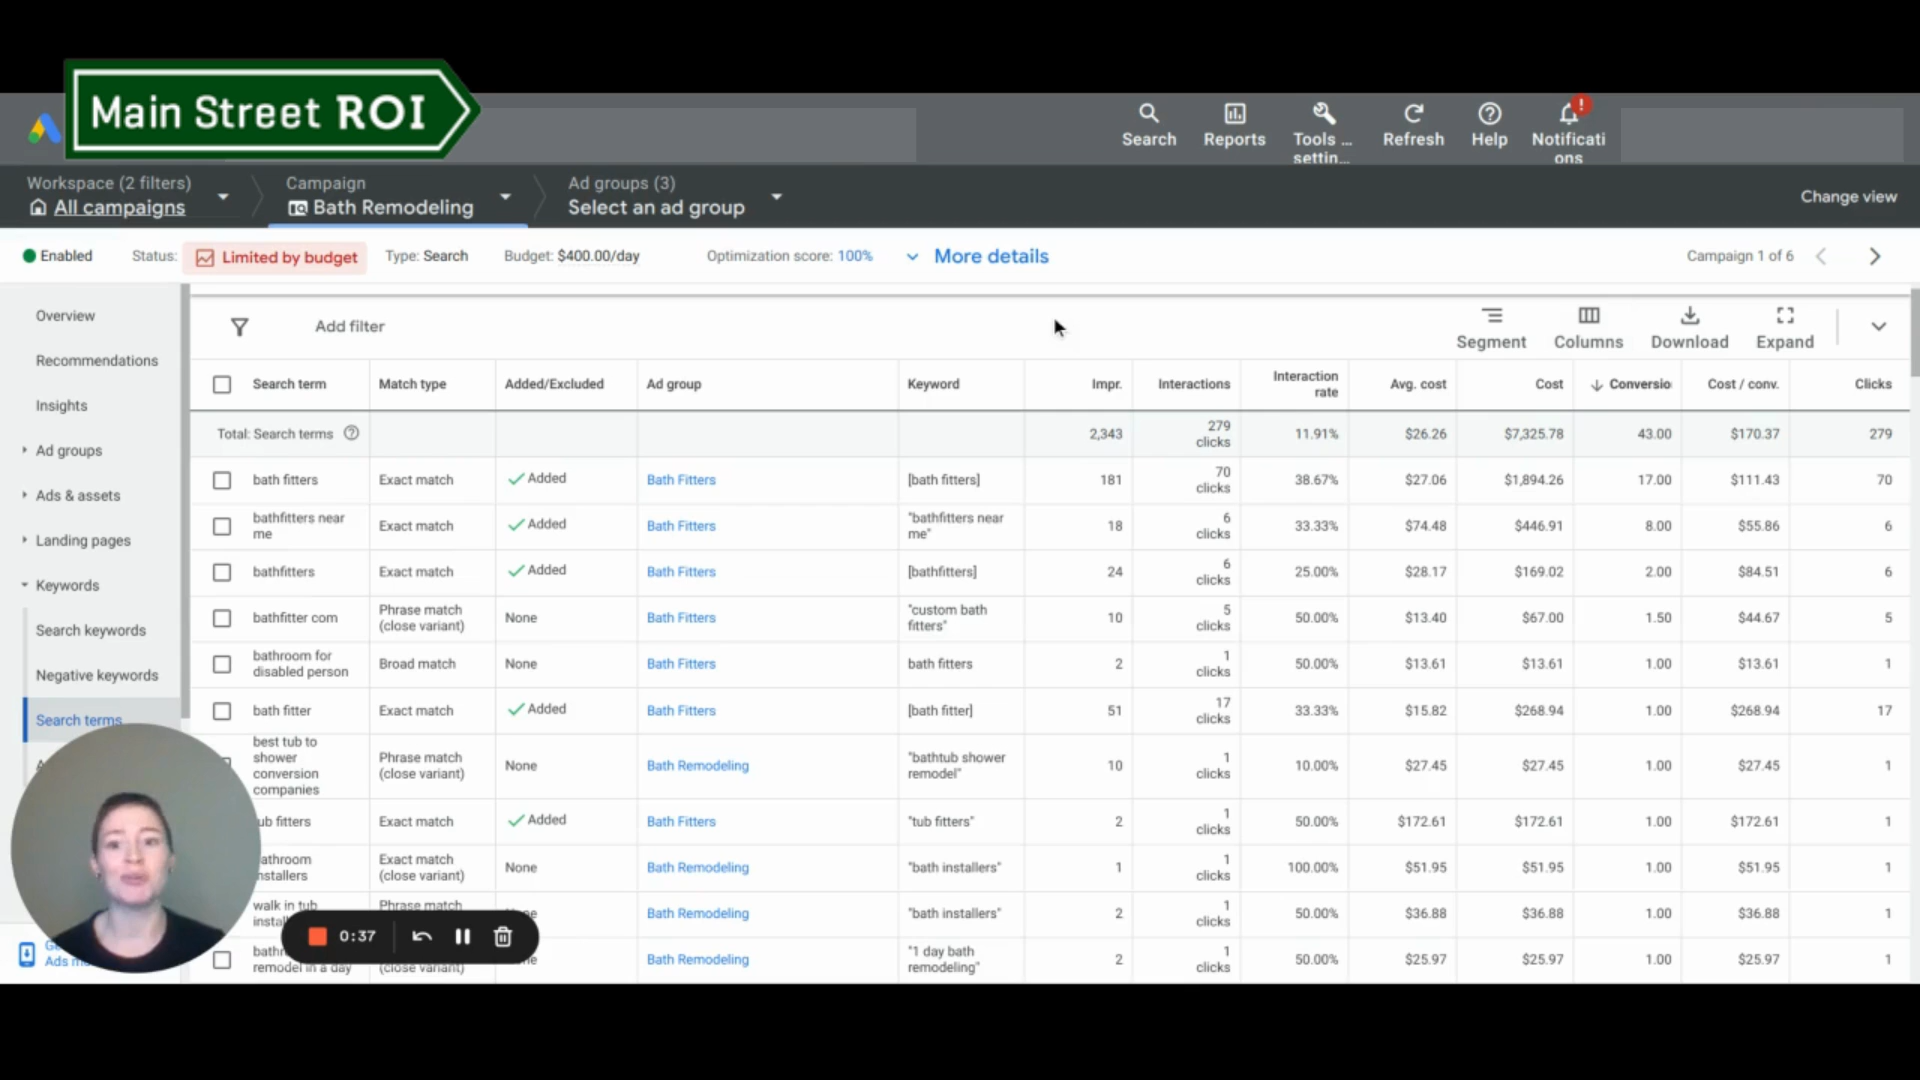 Main Street ROI
Search
Reports
Tools ...
settin...
Refresh
Help
Notificati
ons
!
Workspace (2 filters)
All campaigns
Campaign
Bath Remodeling
Ad groups (3)
Select an ad group
Change view
Enabled
Status: Limited by budget
Type: Search
Budget: $400.00/day
Optimization score: 100%
More details
Campaign 1 of 6
Overview
Recommendations
Insights
Ad groups
Ads & assets
Landing pages
Keywords
Search keywords
Negative keywords
Search terms
Add filter
Segment
Columns
Download
Expand
Search term Match type Added/Excluded Ad group Keyword Impr. Interactions Interaction rate Avg. cost Cost Conversio Cost / conv. Clicks
Total: Search terms ? 2,343 279 clicks 11.91% $26.26 $7,325.78 43.00 $170.37 279
bath fitters Exact match Added Bath Fitters [bath fitters] 181 70 clicks 38.67% $27.06 $1,894.26 17.00 $111.43 70
bathfitters near me Exact match Added Bath Fitters "bathfitters near me" 18 6 clicks 33.33% $74.48 $446.91 8.00 $55.86 6
bathfitters Exact match Added Bath Fitters [bathfitters] 24 6 clicks 25.00% $28.17 $169.02 2.00 $84.51 6
bathfitter com Phrase match (close variant) None Bath Fitters "custom bath fitters" 10 5 clicks 50.00% $13.40 $67.00 1.50 $44.67 5
bathroom for disabled person Broad match None Bath Fitters bath fitters 2 1 clicks 50.00% $13.61 $13.61 1.00 $13.61 1
bath fitter Exact match Added Bath Fitters [bath fitter] 51 17 clicks 33.33% $15.82 $268.94 1.00 $268.94 17
best tub to shower conversion companies Phrase match (close variant) None Bath Remodeling "bathtub shower remodel" 10 1 clicks 10.00% $27.45 $27.45 1.00 $27.45 1
ub fitters Exact match Added Bath Fitters "tub fitters" 2 1 clicks 50.00% $172.61 $172.61 1.00 $172.61 1
athroom nstallers Exact match (close variant) None Bath Remodeling "bath installers" 1 1 clicks 100.00% $51.95 $51.95 1.00 $51.95 1
walk in tub Phrase match Bath Remodeling "bath installers" 2 1 clicks 50.00% $36.88 $36.88 1.00 $36.88 1
remodel in a day (close variant) Bath Remodeling "1 day bath remodeling" 2 1 clicks 50.00% $25.97 $25.97 1.00 $25.97 1
0:37
Ads